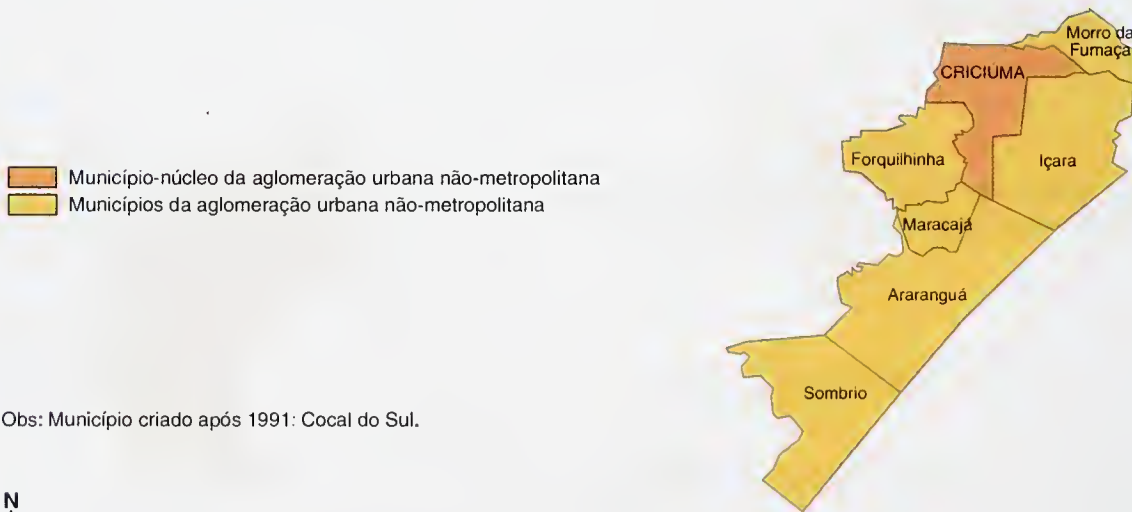 Morro da
Fumaça
CRICIÚMA
Forquilhinha
Içara
Município-núcleo da aglomeração urbana não-metropolitana
Municípios da aglomeração urbana não-metropolitana
Maracajá
Araranguá
Sombrio
Obs: Município criado após 1991: Cocal do Sul.
N